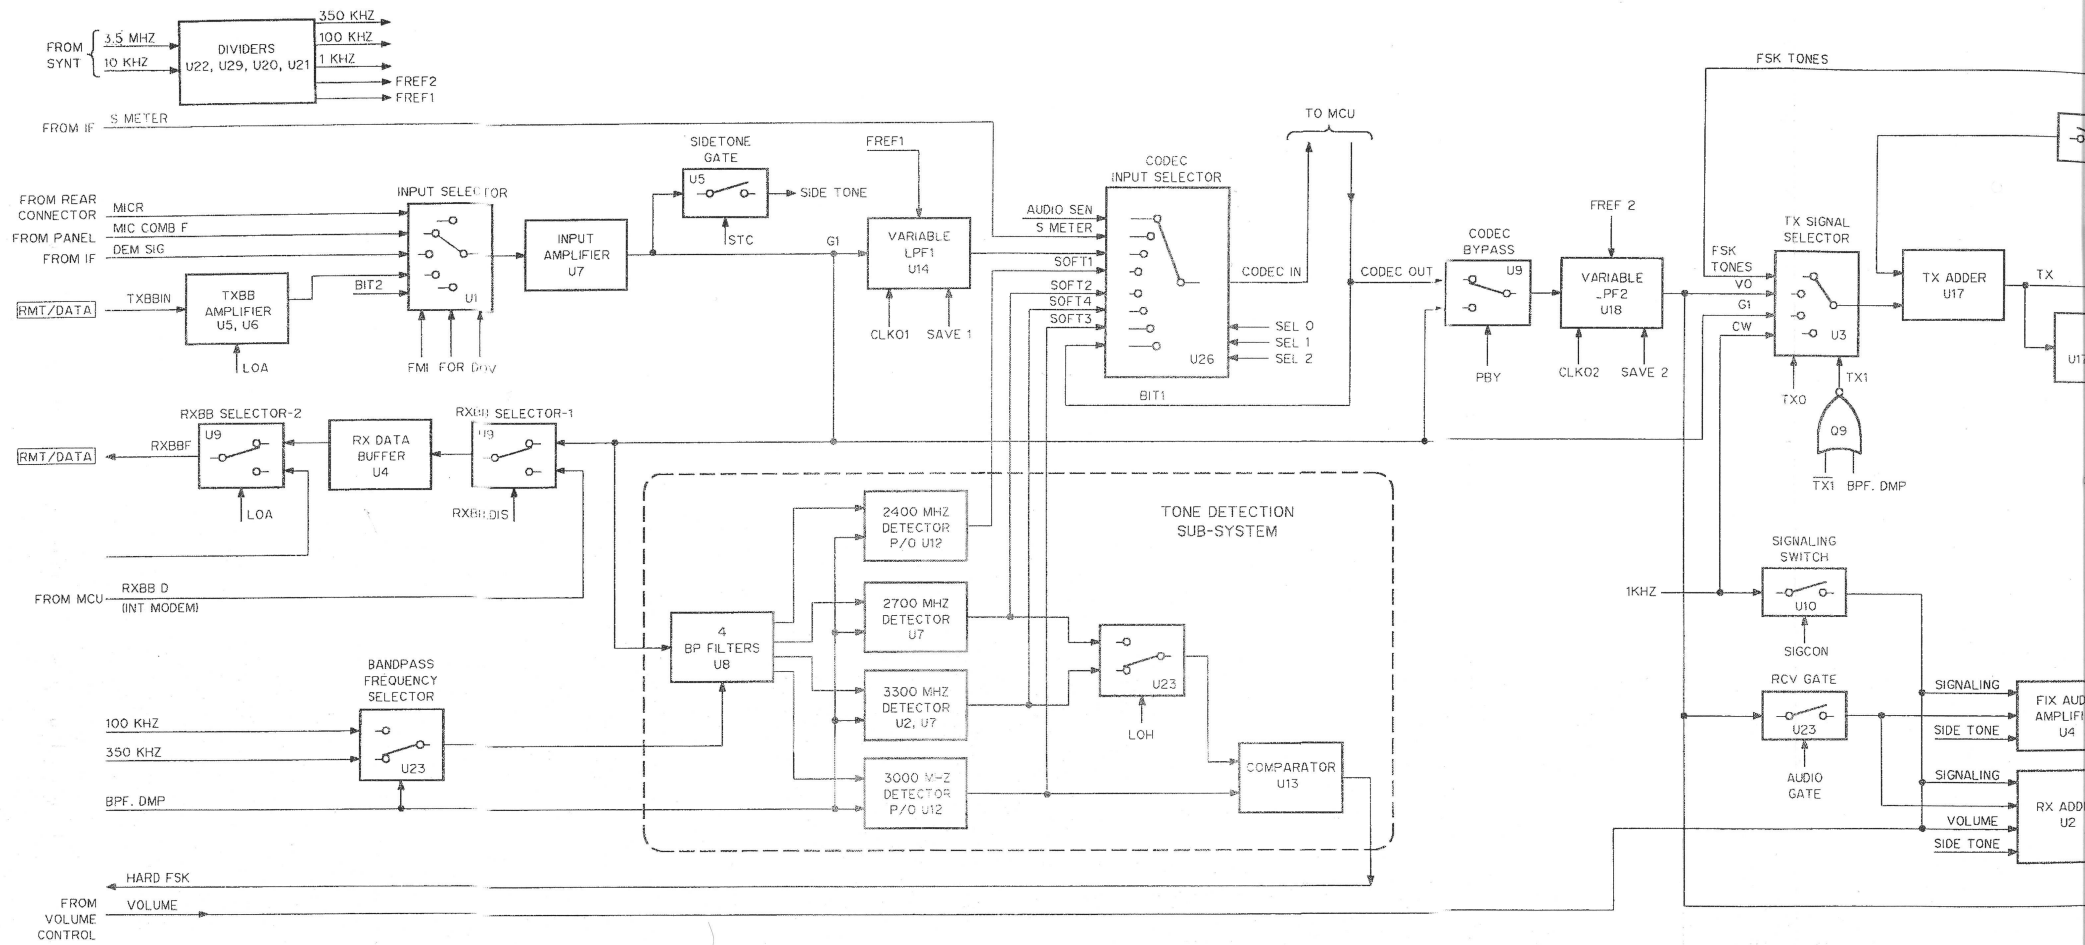 350 KHZ
FROM
SYNT
3.5 MHZ
10 KHZ
DIVIDERS
U22, U29, U20, U21
100 KHZ
1 KHZ
FREF2
FREF1
FROM IF
S METER
FROM REAR
CONNECTOR
MICR
FROM PANEL
MIC COMB F
FROM IF
DEM SIG
RMT/DATA
TXBBIN
TXBB
AMPLIFIER
U5, U6
LOA
BIT2
INPUT SELECTOR
U1
FMI FOR DOV
INPUT
AMPLIFIER
U7
SIDETONE
GATE
U5
SIDE TONE
STC
G1
FREF1
VARIABLE
LPF1
U14
CLKO1
SAVE 1
CODEC
INPUT SELECTOR
AUDIO SEN
S METER
SOFT1
SOFT2
SOFT4
SOFT3
U26
BIT1
SEL 0
SEL 1
SEL 2
TO MCU
CODEC IN
CODEC OUT
CODEC
BYPASS
U9
PBY
FREF 2
VARIABLE
LPF2
U18
CLKO2
SAVE 2
FSK TONES
TX SIGNAL
SELECTOR
FSK
TONES
VO
G1
CW
U3
TX0
TX1
Q9
TX1
BPF. DMP
TX ADDER
U17
TX
RMT/DATA
RXBBF
RXBB SELECTOR-2
U9
LOA
RX DATA
BUFFER
U4
SELECTOR-1
U9
FROM MCU
RXBB D
(INT MODEM)
TONE DETECTION
SUB-SYSTEM
2400 MHZ
DETECTOR
P/O U12
2700 MHZ
DETECTOR
U7
3300 MHZ
DETECTOR
U2, U7
3000 MHZ
DETECTOR
P/O U12
4
BP FILTERS
U8
U23
LOH
COMPARATOR
U13
BANDPASS
FREQUENCY
SELECTOR
100 KHZ
350 KHZ
U23
BPF. DMP
HARD FSK
FROM
VOLUME
CONTROL
VOLUME
SIGNALING
SWITCH
1KHZ
U10
SIGCON
RCV GATE
U23
AUDIO
GATE
SIGNALING
SIDE TONE
FIX
U4
SIGNALING
VOLUME
SIDE TONE
RX
U2